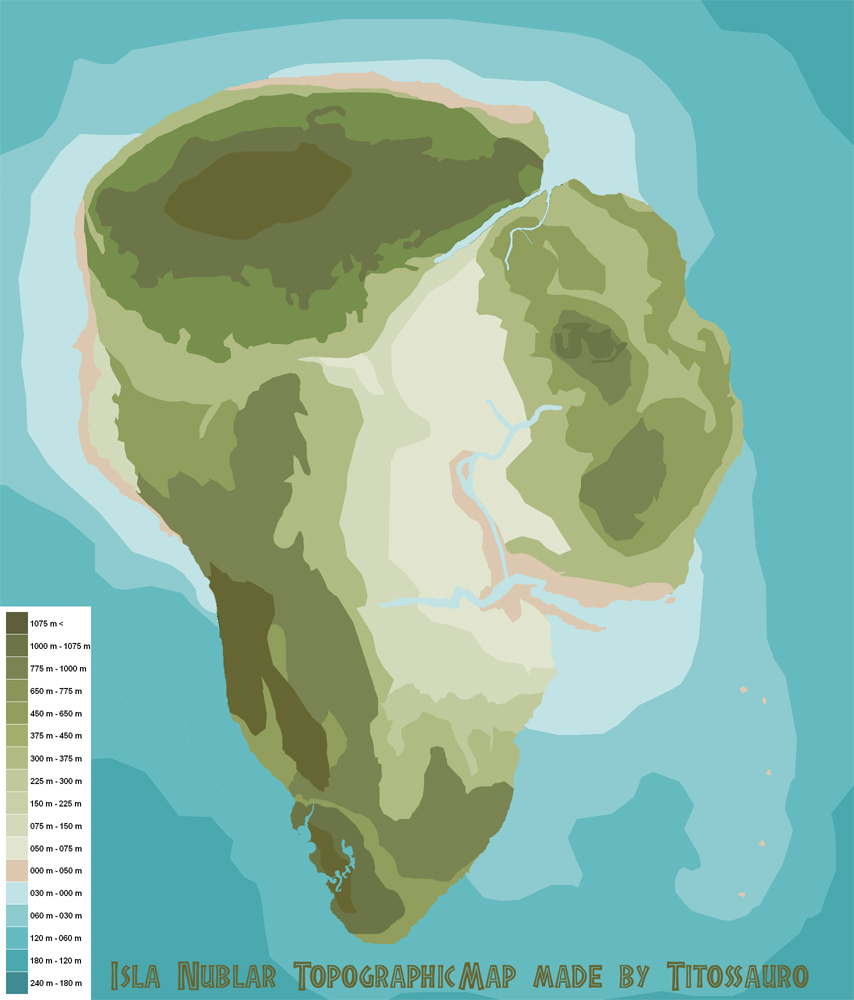 1075 m <
1000 m - 1075 m
775 m - 1000 m
650 m - 775 m
450 m - 650 m
375 m - 450 m
300 m - 375 m
225 m - 300 m
150 m - 225 m
075 m - 150 m
050 m - 075 m
000 m - 050 m
030 m - 000 m
060 m - 030 m
120 m - 060 m
180 m - 120 m
240 m - 180 m
Isla Nublar TopographicMap made by Titossauro